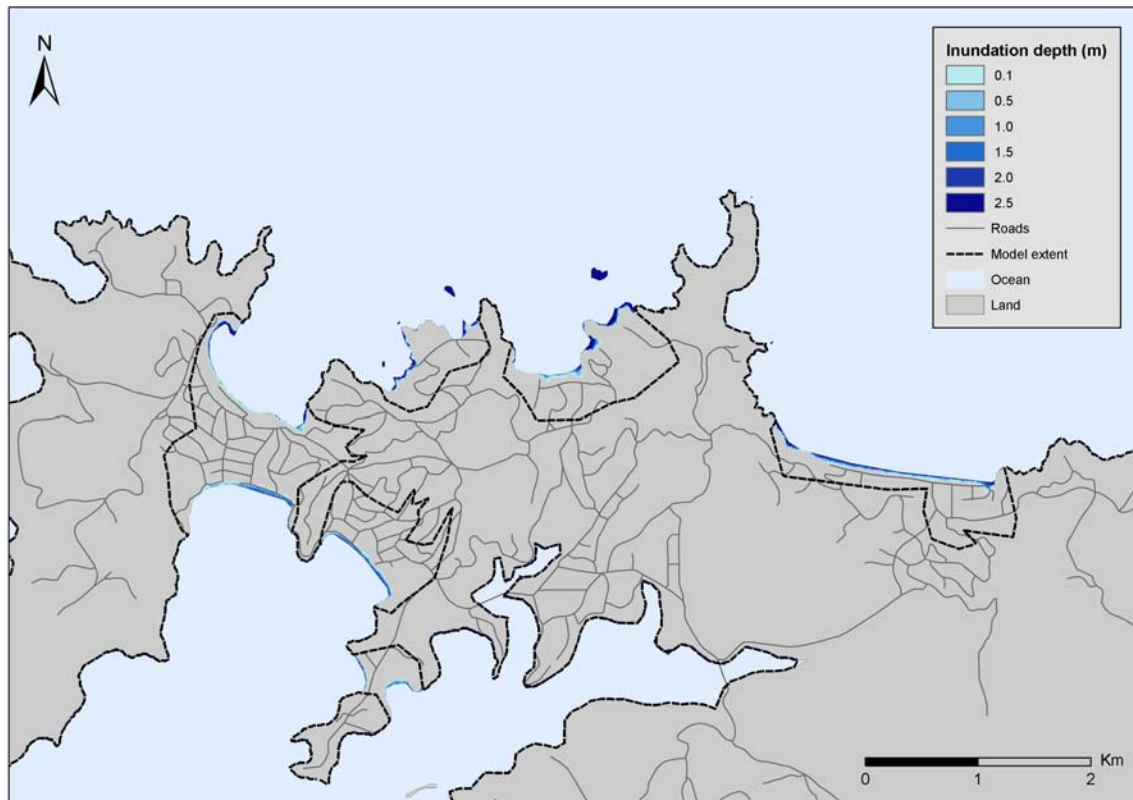 N
Inundation depth (m)
0.1
0.5
1.0
1.5
2.0
2.5
Roads
Model extent
Ocean
Land
Km
0 1 2